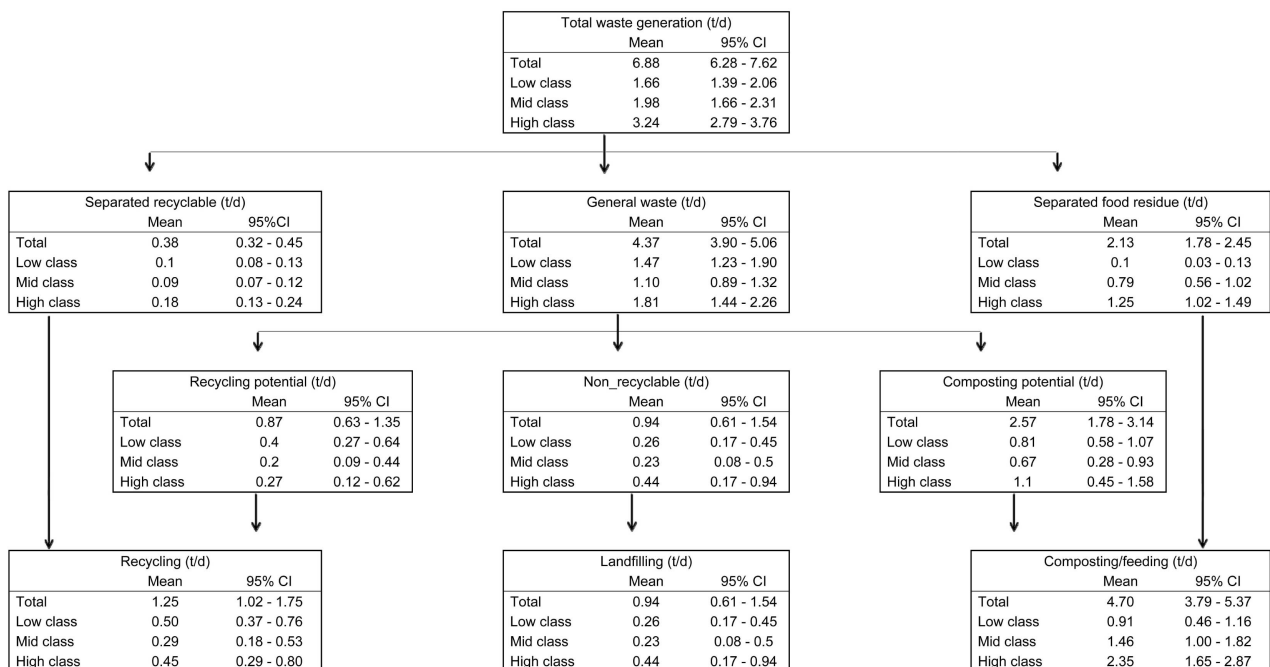 Total waste generation (t/d)
Mean 95% CI
Total 6.88 6.28 - 7.62
Low class 1.66 1.39 - 2.06
Mid class 1.98 1.66 - 2.31
High class 3.24 2.79 - 3.76
Separated recyclable (t/d)
Mean 95%CI
Total 0.38 0.32 - 0.45
Low class 0.1 0.08 - 0.13
Mid class 0.09 0.07 - 0.12
High class 0.18 0.13 - 0.24
General waste (t/d)
Mean 95% CI
Total 4.37 3.90 - 5.06
Low class 1.47 1.23 - 1.90
Mid class 1.10 0.89 - 1.32
High class 1.81 1.44 - 2.26
Separated food residue (t/d)
Mean 95% CI
Total 2.13 1.78 - 2.45
Low class 0.1 0.03 - 0.13
Mid class 0.79 0.56 - 1.02
High class 1.25 1.02 - 1.49
Recycling potential (t/d)
Mean 95% CI
Total 0.87 0.63 - 1.35
Low class 0.4 0.27 - 0.64
Mid class 0.2 0.09 - 0.44
High class 0.27 0.12 - 0.62
Non_recyclable (t/d)
Mean 95% CI
Total 0.94 0.61 - 1.54
Low class 0.26 0.17 - 0.45
Mid class 0.23 0.08 - 0.5
High class 0.44 0.17 - 0.94
Composting potential (t/d)
Mean 95% CI
Total 2.57 1.78 - 3.14
Low class 0.81 0.58 - 1.07
Mid class 0.67 0.28 - 0.93
High class 1.1 0.45 - 1.58
Recycling (t/d)
Mean 95% CI
Total 1.25 1.02 - 1.75
Low class 0.50 0.37 - 0.76
Mid class 0.29 0.18 - 0.53
High class 0.45 0.29 - 0.80
Landfilling (t/d)
Mean 95% CI
Total 0.94 0.61 - 1.54
Low class 0.26 0.17 - 0.45
Mid class 0.23 0.08 - 0.5
High class 0.44 0.17 - 0.94
Composting/feeding (t/d)
Mean 95% CI
Total 4.70 3.79 - 5.37
Low class 0.91 0.46 - 1.16
Mid class 1.46 1.00 - 1.82
High class 2.35 1.65 - 2.87